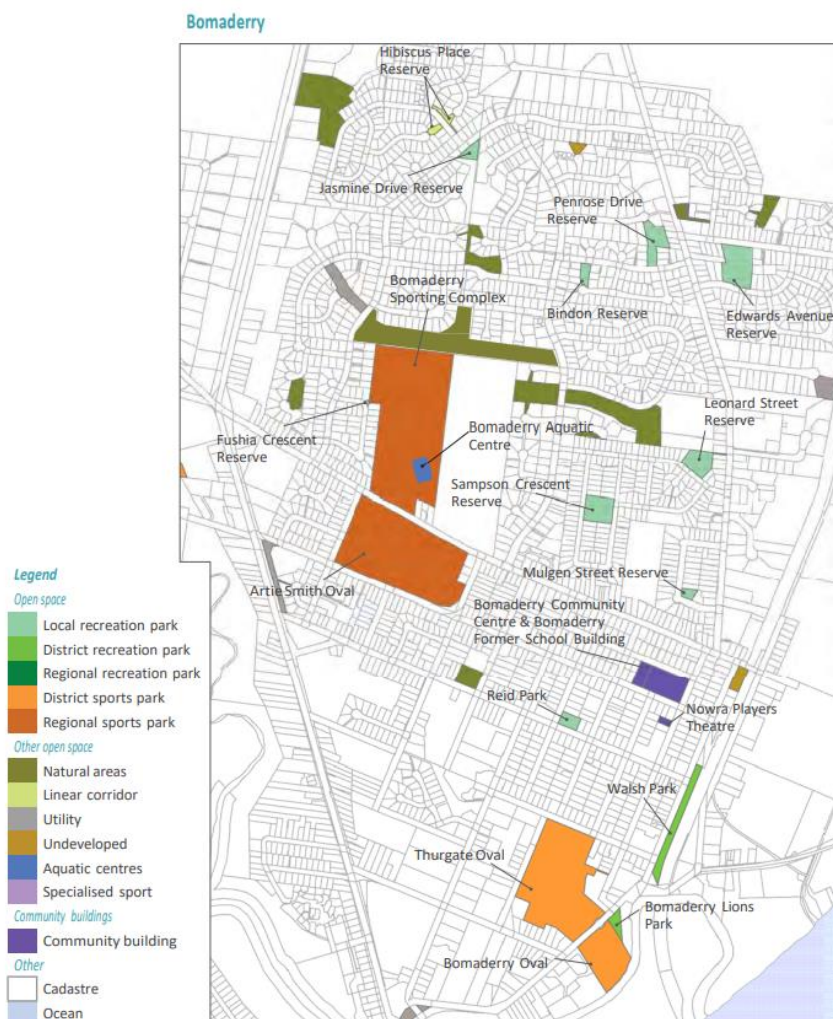 Bomaderry
Hibiscus Place
Reserve
Jasmine Drive Reserve
Penrose Drive
Reserve
Bomaderry
Sporting Complex
Bindon Reserve
Edwards Avenue
Reserve
Leonard Street
Reserve
Fushia Crescent
Reserve
Bomaderry Aquatic
Centre
Sampson Crescent
Reserve
Mulgen Street Reserve
Artie Smith Oval
Bomaderry Community
Centre & Bomaderry
Former School Building
Reid Park
Nowra Players
Theatre
Walsh Park
Thurgate Oval
Bomaderry Lions
Park
Bomaderry Oval
Legend
Open space
Local recreation park
District recreation park
Regional recreation park
District sports park
Regional sports park
Other open space
Natural areas
Linear corridor
Utility
Undeveloped
Aquatic centres
Specialised sport
Community buildings
Community building
Other
Cadastre
Ocean